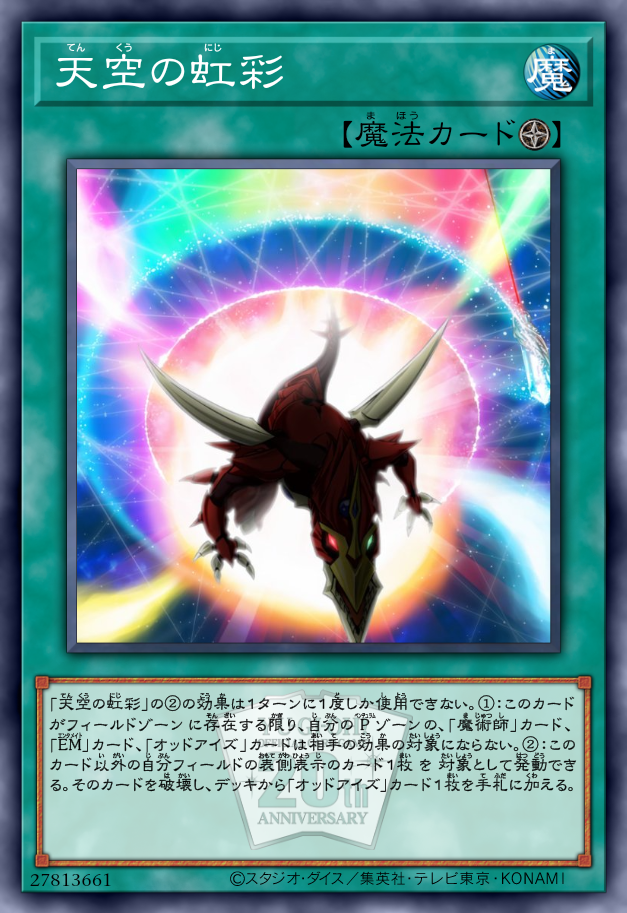 天空の虹彩
魔
【魔法カード】
「天空の虹彩」の②の効果は1ターンに1度しか使用できない。①：このカード
がフィールドゾーンに存在する限り、自分のPゾーンの、「魔術師」カード、
「EM」カード、「オッドアイズ」カードは相手の効果の対象にならない。②：この
カード以外の自分フィールドの表側表示のカード1枚を対象として発動でき
る。そのカードを破壊し、デッキから「オッドアイズ」カード1枚を手札に加える。
20th
ANNIVERSARY
27813661 ©スタジオ・ダイス／集英社・テレビ東京・KONAMI